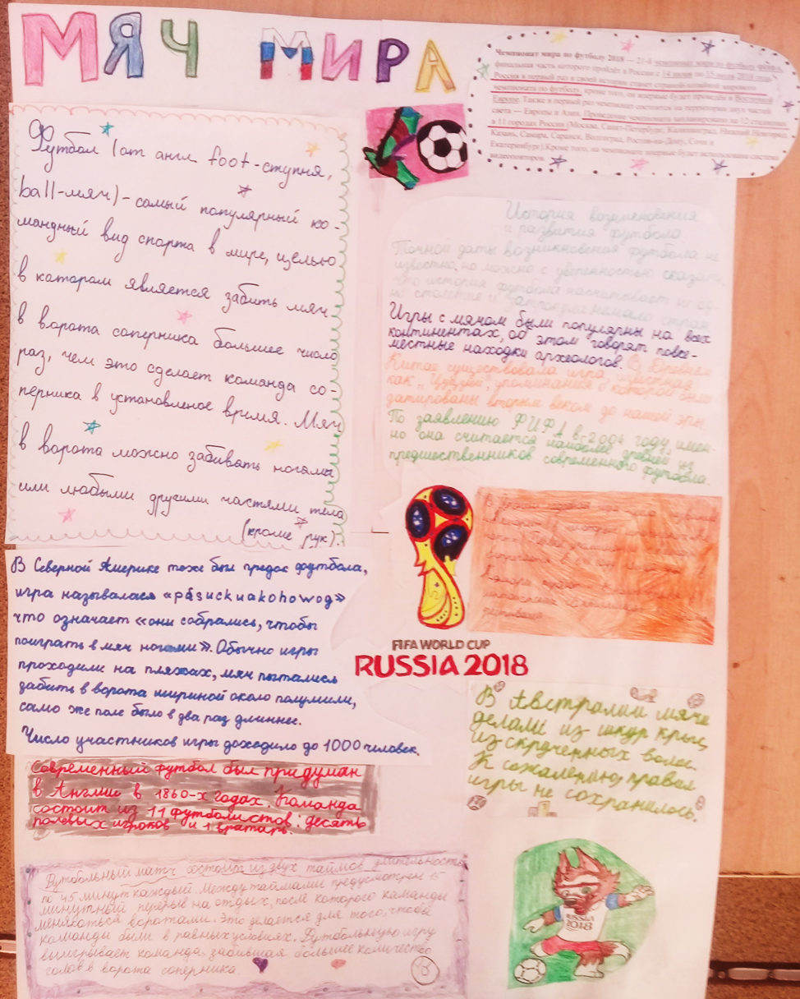 МЯЧ МИРА
Чемпионат мира по футболу 2018 — 21-й чемпионат мира по футболу ФИФА,
финальная часть которого пройдёт в России с 14 июня по 15 июля 2018 года.
Россия в первый раз в своей истории станет страной-хозяйкой мирового
чемпионата по футболу, кроме того, он впервые будет проведён в Восточной
Европе. Также в первый раз чемпионат состоится на территории двух частей
света — Европы и Азии. Проведение чемпионата запланировано на 12 стадионах
в 11 городах России (Москва, Санкт-Петербург, Калининград, Нижний Новгород,
Казань, Самара, Саранск, Волгоград, Ростов-на-Дону, Сочи и
Екатеринбург).Кроме того, на чемпионате впервые будет
видеоповторов.
Футбол (от англ. foot-ступня,
ball-мяч)-самый популярный ко-
мандный вид спорта в мире, целью
в котором является забить мяч
в ворота соперника большее число
раз, чем это сделает команда со-
перника в установленое время. Мяч
в ворота можно забивать ногами
или любыми другими частями тела
(кроме рук).
История возникновения
и развития футбола
Точной даты возникновения футбола не
известно, но можно с уверенностью сказать
что история футбола насчитывает не од-
но столетие и затронула немало стран
Игры с мячом были популярны на всех
континентах, об этом говорят повсе-
местные находки археологов. В Древнем
Китае существовала игра, известная
как „Цуцзюй", упоминания о которой были
датированы вторым веком до нашей эры.
По заявлению ФИФА в 2004 году, имен-
но она считается наиболее древней из
предшественников современного футбола.
В Северной Америке тоже был предок футбола,
игра называлася «pasuckuakohowog»
что означает «они собрались, чтобы
поиграть в мяч ногами». Обычно игры
проходили на пляжах, мяч пытались
забить в ворота шириной около полумили,
само же поле было в два раз длиннее.
Число участников игры доходило до 1000 человек.
FIFA WORLD CUP
RUSSIA 2018
В Австралии мячи
делали из шкур крыс,
из скрученных волос.
К сожалению, правил
игры не сохранилось.
Современный футбол был придуман
в Англии в 1860-х годах. Команда
состоит из 11 футболистов: десять
полевых игроков и 1 вратарь.
Футбольный матч состоит из двух таймов длительность
по 45 минут каждый. Между таймами предусмотрен 15
минутный перерыв на отдых, после которого команды
меняються воротами. Это делается для того, чтобы
команды были в равных условиях. Футбольную игру
выигрывает команда, забившая большее количество
голов в ворота соперника.
RUSSIA
2018